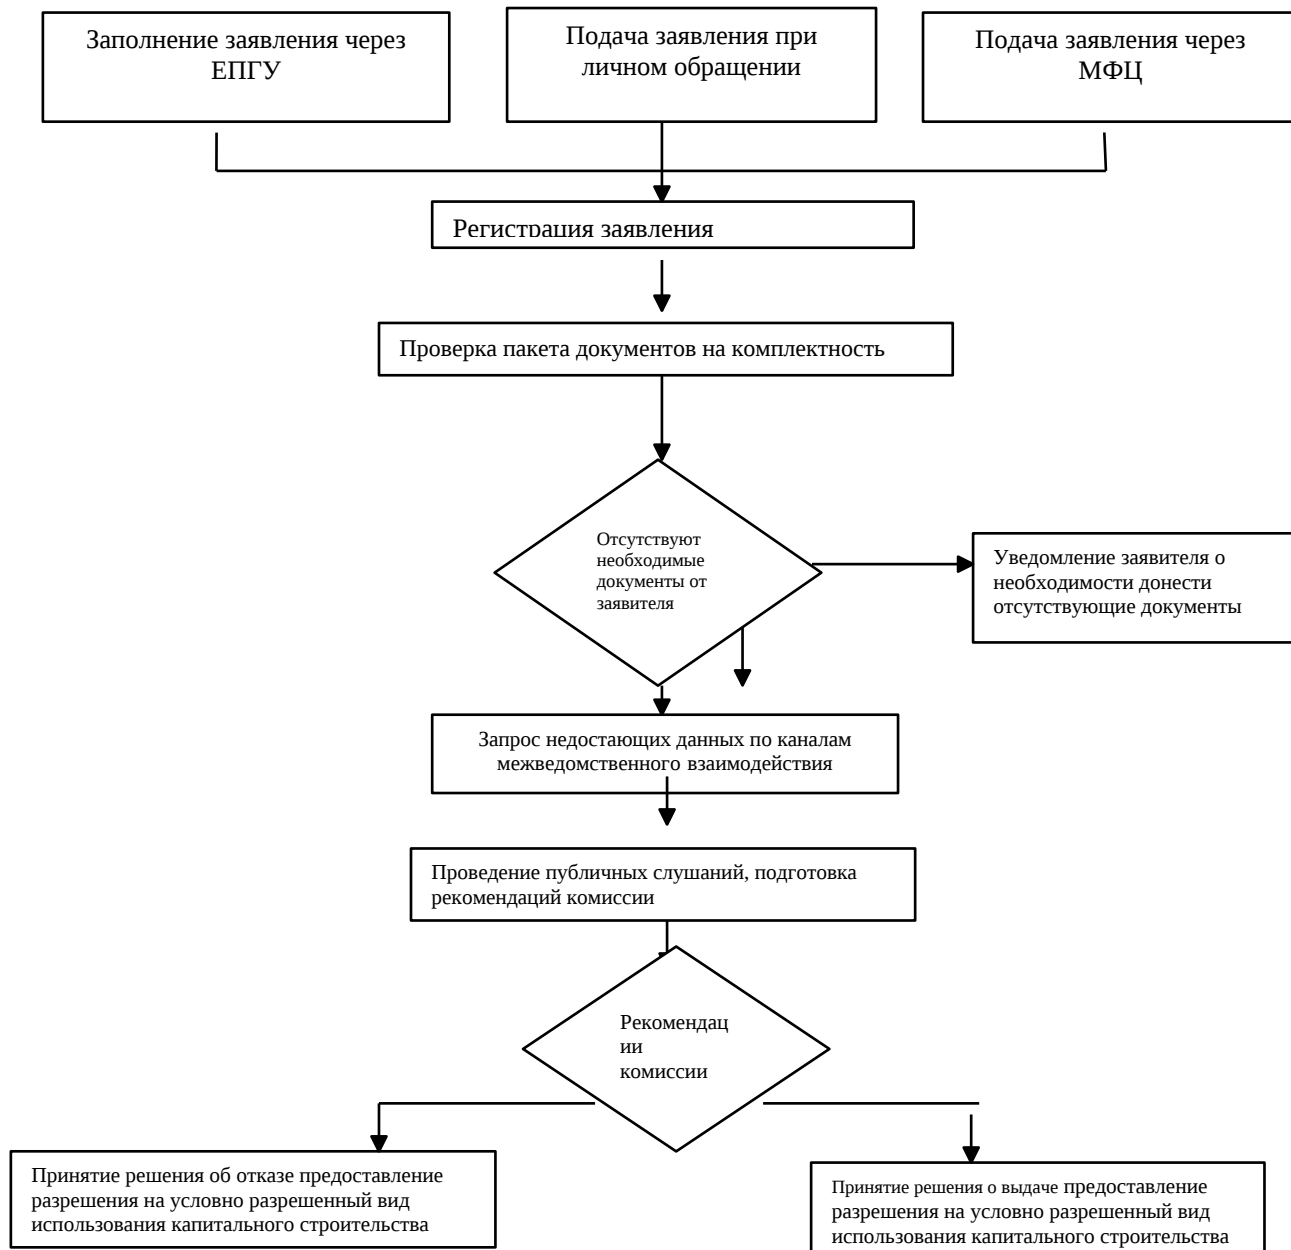 Заполнение заявления через
ЕПГУ
Подача заявления при
личном обращении
Подача заявления через
МФЦ
Регистрация заявления
Проверка пакета документов на комплектность
Отсутствуют
необходимые
документы от
заявителя
Уведомление заявителя о
необходимости донести
отсутствующие документы
Запрос недостающих данных по каналам
межведомственного взаимодействия
Проведение публичных слушаний, подготовка
рекомендаций комиссии
Рекомендац
ии
комиссии
Принятие решения об отказе предоставление
разрешения на условно разрешенный вид
использования капитального строительства
Принятие решения о выдаче предоставление
разрешения на условно разрешенный вид
использования капитального строительства